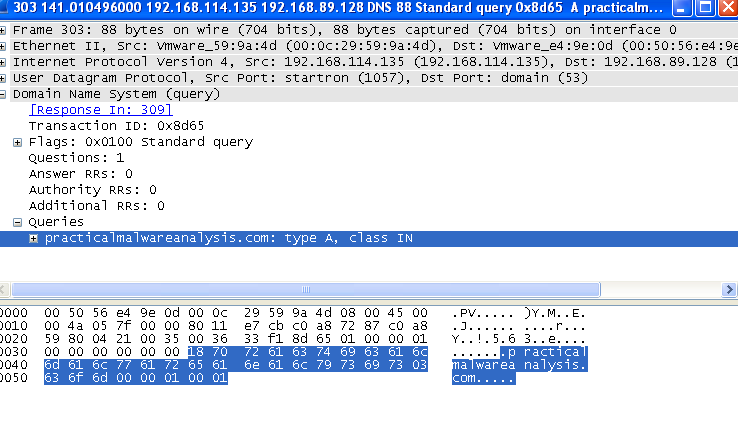 303 141.010496000 192.168.114.135 192.168.89.128 DNS 88 Standard query 0x8d65 A practicalm...
Frame 303: 88 bytes on wire (704 bits), 88 bytes captured (704 bits) on interface 0
Ethernet II, Src: Vmware_59:9a:4d (00:0c:29:59:9a:4d), Dst: Vmware_e4:9e:0d (00:50:56:e4:9e
Internet Protocol Version 4, Src: 192.168.114.135 (192.168.114.135), Dst: 192.168.89.128 (1
User Datagram Protocol, Src Port: startron (1057), Dst Port: domain (53)
Domain Name System (query)
[Response In: 309]
Transaction ID: 0x8d65
Flags: 0x0100 Standard query
Questions: 1
Answer RRs: 0
Authority RRs: 0
Additional RRs: 0
Queries
practicalmalwareanalysis.com: type A, class IN
0000 00 50 56 e4 9e 0d 00 0c 29 59 9a 4d 08 00 45 00 .PV..... )Y.M..E.
0010 00 4a 05 7f 00 00 80 11 e7 cb c0 a8 72 87 c0 a8 .J...... ....r...
0020 59 80 04 21 00 35 00 36 33 f1 8d 65 01 00 00 01 Y..!.5.6 3..e....
0030 00 00 00 00 00 00 18 70 72 61 63 74 69 63 61 6c .......p ractical
0040 6d 61 6c 77 61 72 65 61 6e 61 6c 79 73 69 73 03 malwarea nalysis.
0050 63 6f 6d 00 00 01 00 01 com.....